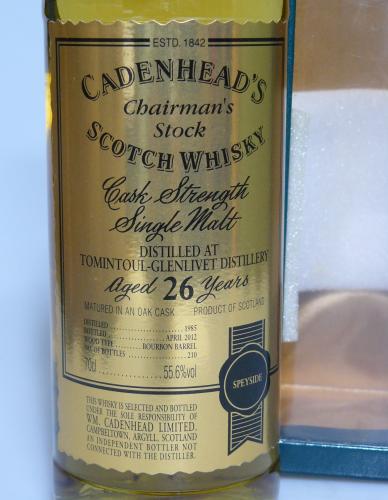 ESTD. 1842
CADENHEAD'S
Chairman's
Stock
SCOTCH WHISKY
Cask Strength
Single Malt
DISTILLED AT
TOMINTOUL-GLENLIVET DISTILLERY
Aged 26 Years
MATURED IN AN OAK CASK PRODUCT OF SCOTLAND
DISTILLED .................... 1985
BOTTLED .................... APRIL 2012
WOOD TYPE ........ BOURBON BARREL
NO. OF BOTTLES .................... 210
70cl ............ 55.6%vol
SPEYSIDE
THIS WHISKY IS SELECTED AND BOTTLED
UNDER THE SOLE RESPONSIBILITY OF
WM. CADENHEAD LIMITED,
CAMPBELTOWN, ARGYLL, SCOTLAND
AN INDEPENDENT BOTTLER NOT
CONNECTED WITH THE DISTILLER.